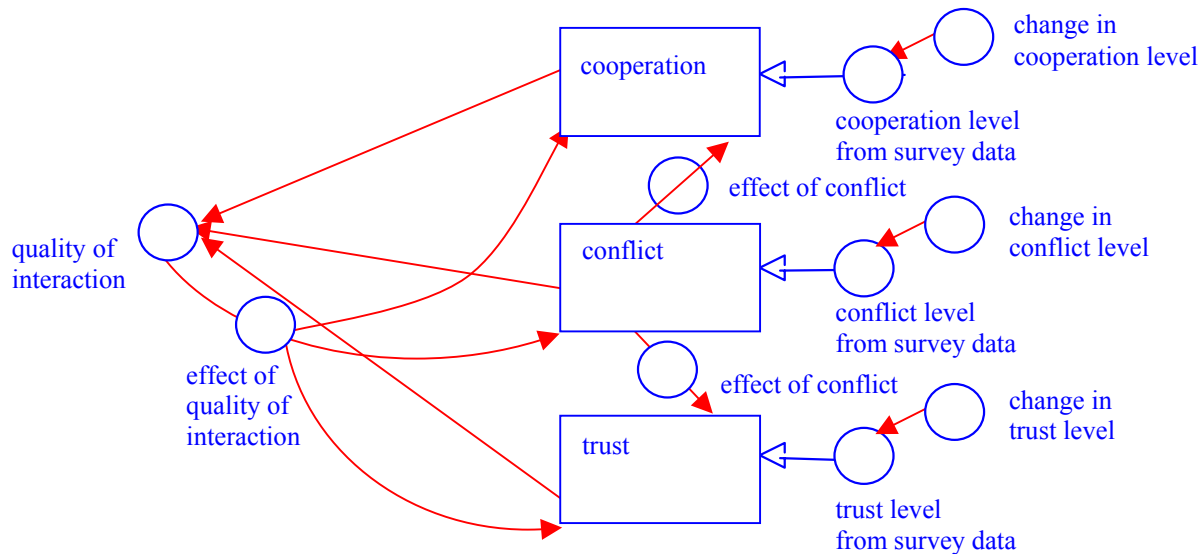 change in
cooperation level
cooperation
cooperation level
from survey data
effect of conflict
change in
conflict level
quality of
interaction
conflict
conflict level
from survey data
effect of
quality of
interaction
effect of conflict
change in
trust level
trust
trust level
from survey data